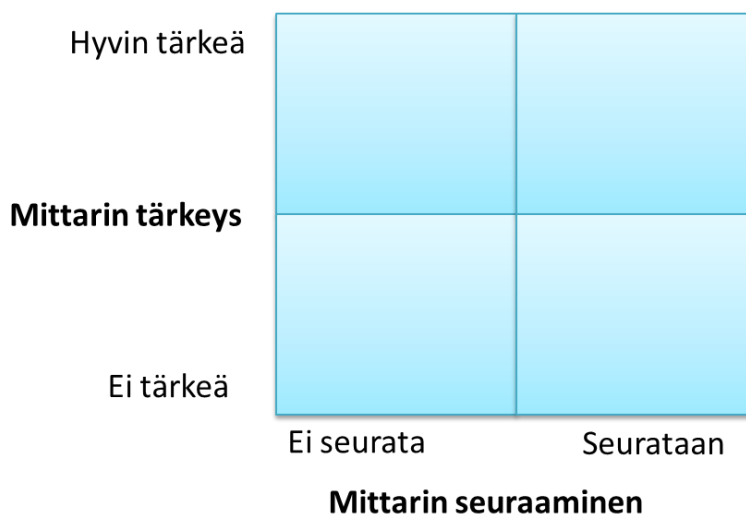 Hyvin tärkeä
Mittarin tärkeys
Ei tärkeä
Ei seurata
Seurataan
Mittarin seuraaminen